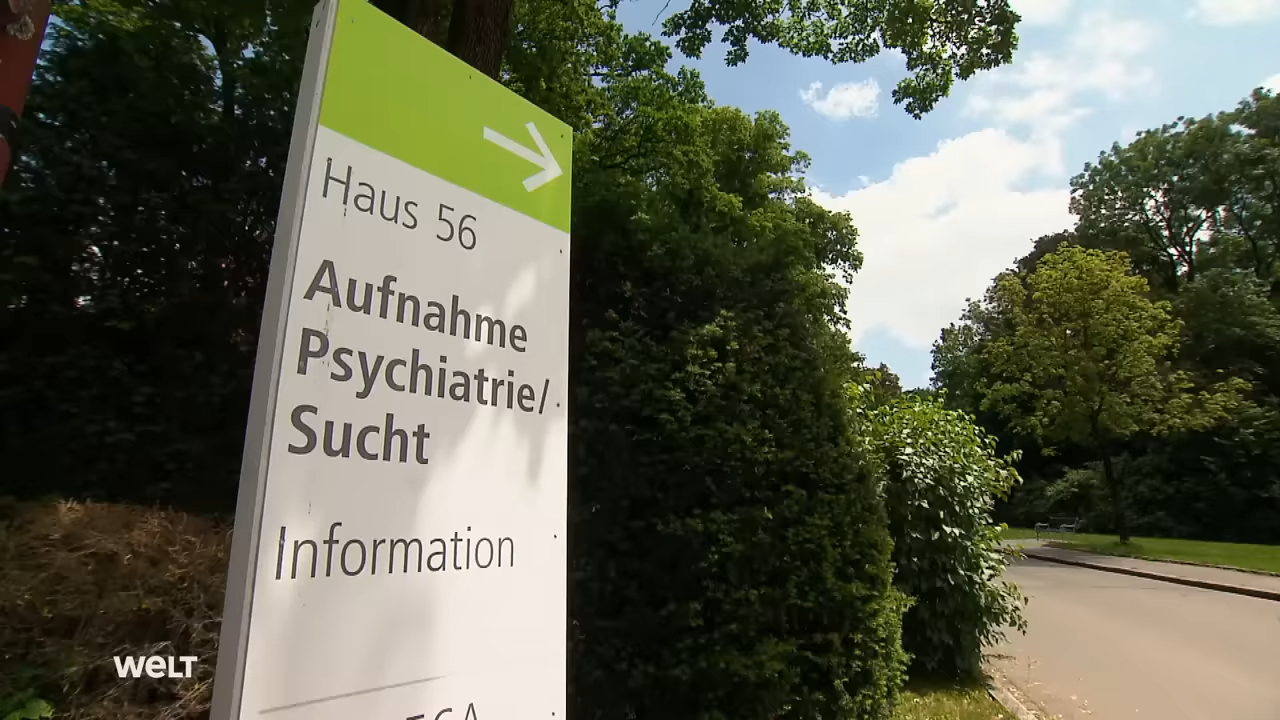 Haus 56
Aufnahme
Psychiatrie/
Sucht
Information
welt